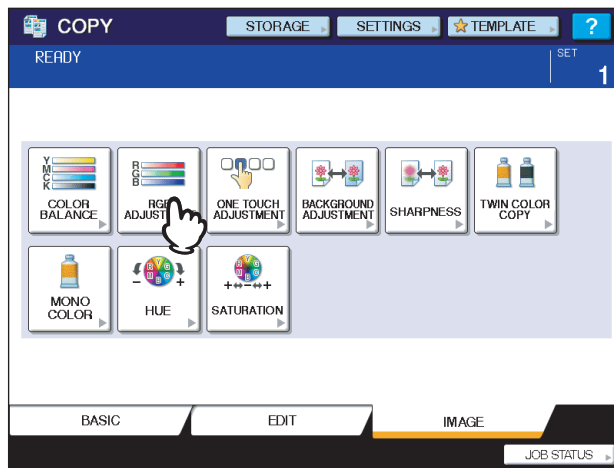 COPY
STORAGE
SETTINGS
TEMPLATE
?
READY
SET
1
Y
M
C
K
COLOR
BALANCE
R
G
B
RGB
ADJUST
ONE TOUCH
ADJUSTMENT
BACKGROUND
ADJUSTMENT
SHARPNESS
TWIN COLOR
COPY
MONO
COLOR
HUE
SATURATION
BASIC
EDIT
IMAGE
JOB STATUS